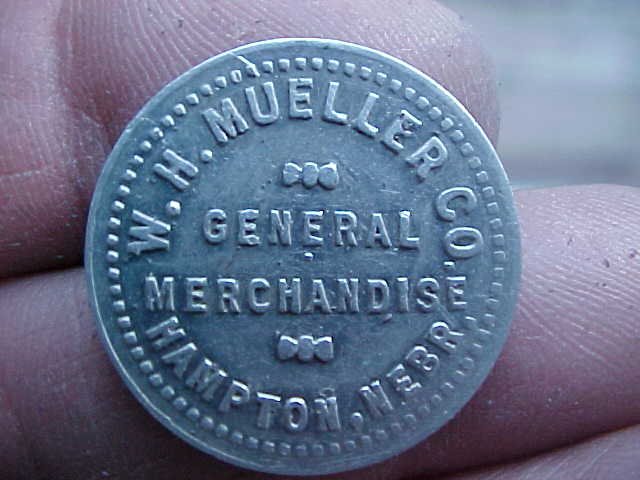 W. H. MUELLER CO.
GENERAL
MERCHANDISE
HAMPTON, NEBR.